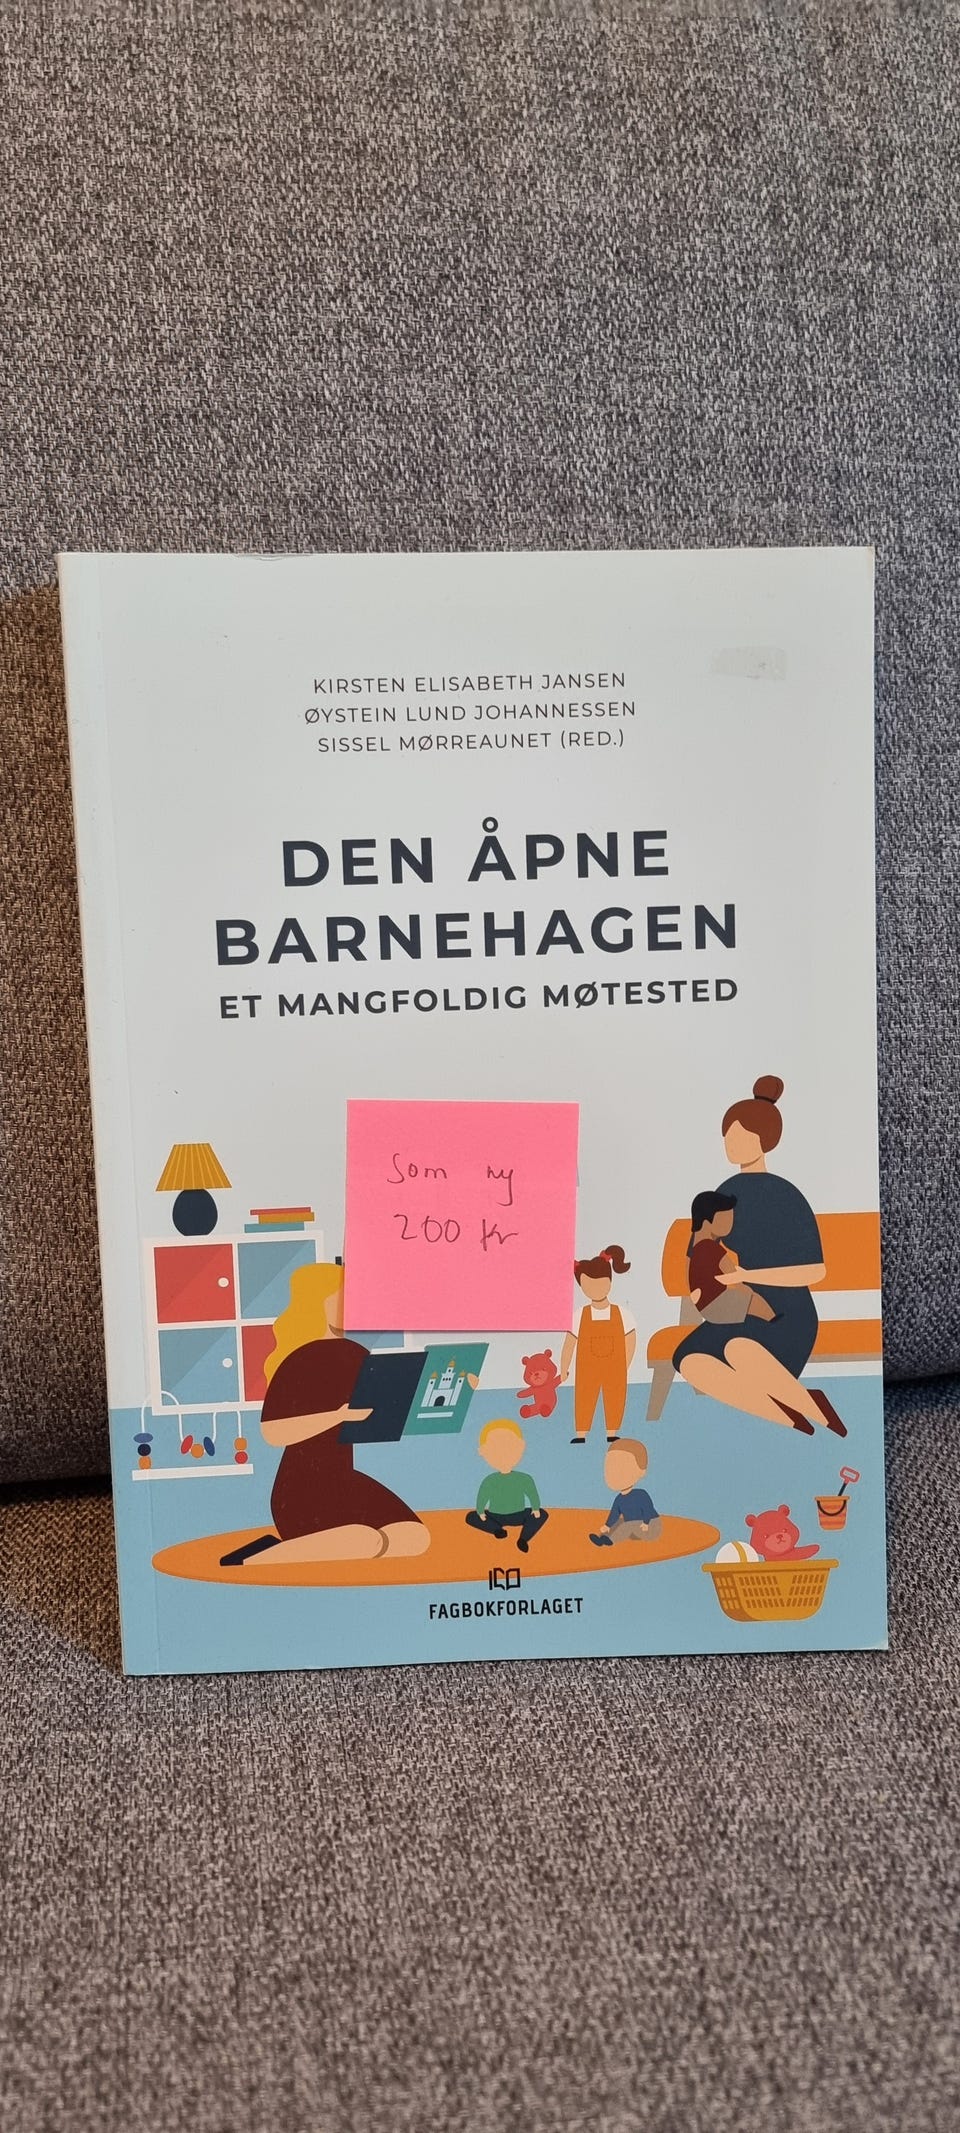 KIRSTEN ELISABETH JANSEN
ØYSTEIN LUND JOHANNESSEN
SISSEL MØRREAUNET (RED.)
DEN ÅPNE
BARNEHAGEN
ET MANGFOLDIG MØTESTED
Som ny
200 kr
FAGBOKFORLAGET